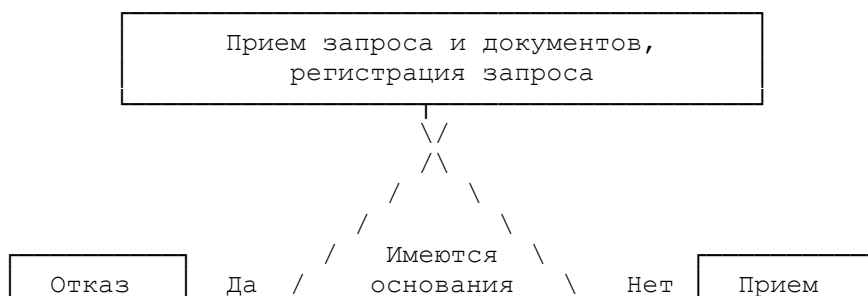 Прием запроса и документов,
регистрация запроса
Имеются
Отказ Да основания Нет Прием